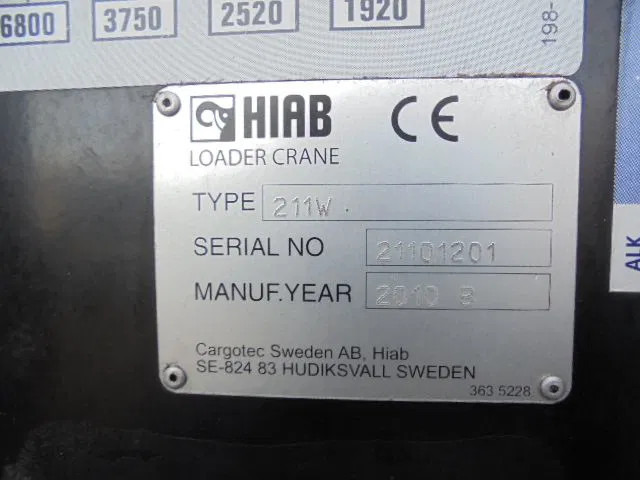 6800 3750 2520 1920
198-
HIAB CE
LOADER CRANE
TYPE 211W
SERIAL NO 21101201
MANUF.YEAR 2010 B
Cargotec Sweden AB, Hiab
SE-824 83 HUDIKSVALL SWEDEN
363 5228
ALK